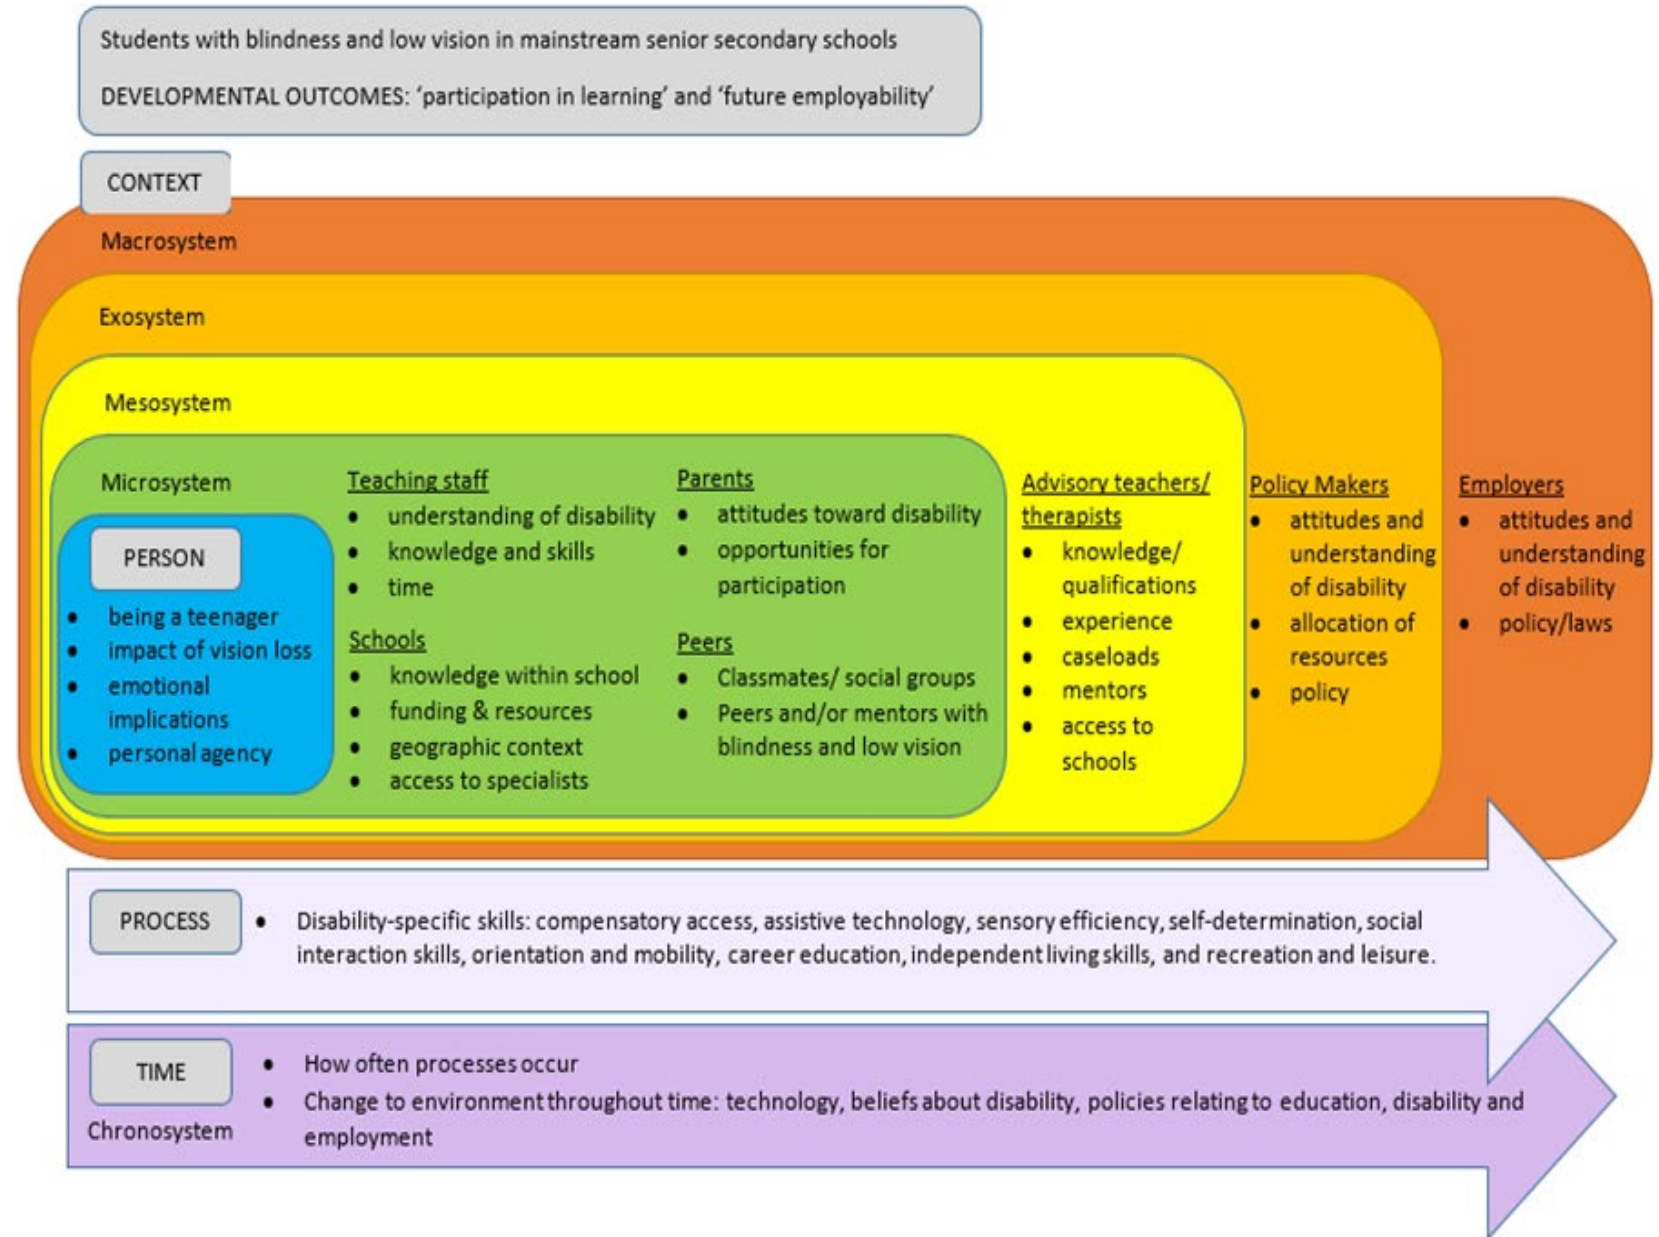 Students with blindness and low vision in mainstream senior secondary schools
DEVELOPMENTAL OUTCOMES: ‘participation in learning’ and ‘future employability’
CONTEXT
Macrosystem
Exosystem
Mesosystem
Microsystem
PERSON
• being a teenager
• impact of vision loss
• emotional
implications
• personal agency
Teaching staff
• understanding of disability
• knowledge and skills
• time
Schools
• knowledge within school
• funding & resources
• geographic context
• access to specialists
Parents
• attitudes toward disability
• opportunities for
participation
Peers
• Classmates/ social groups
• Peers and/or mentors with
blindness and low vision
Advisory teachers/
therapists
• knowledge/
qualifications
• experience
• caseloads
• mentors
• access to
schools
Policy Makers
• attitudes and
understanding
of disability
• allocation of
resources
• policy
Employers
• attitudes and
understanding
of disability
• policy/laws
PROCESS
• Disability-specific skills: compensatory access, assistive technology, sensory efficiency, self-determination, social
interaction skills, orientation and mobility, career education, independent living skills, and recreation and leisure.
TIME
Chronosystem
• How often processes occur
• Change to environment throughout time: technology, beliefs about disability, policies relating to education, disability and
employment